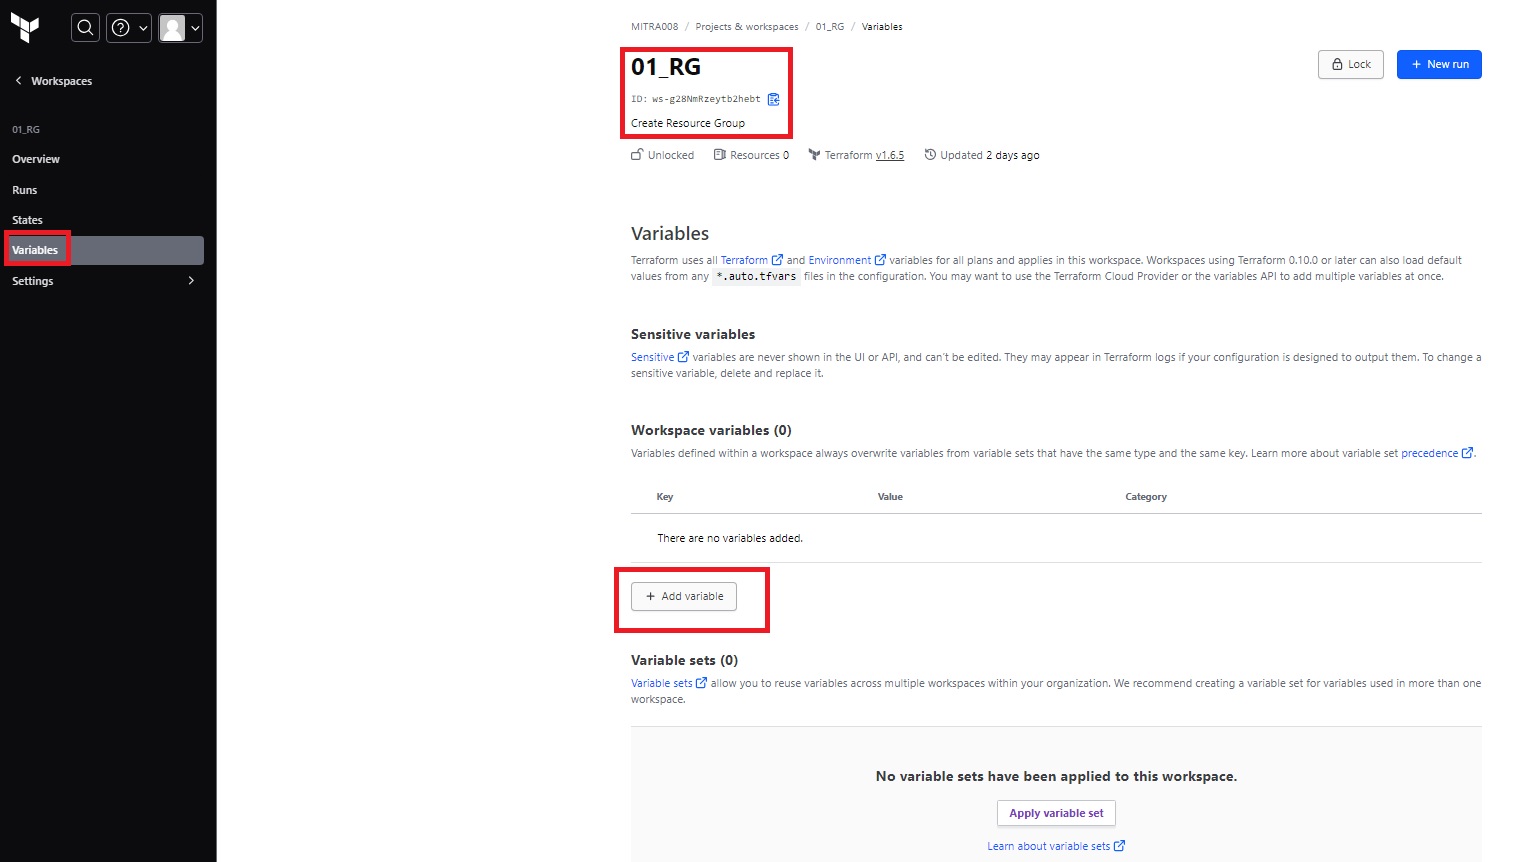 Workspaces
01_RG
Overview
Runs
States
Variables
Settings
MITRA008 / Projects & workspaces / 01_RG / Variables
01_RG
ID: ws-g28NmRzeytb2hebt
Create Resource Group
Lock
+ New run
Unlocked Resources 0 Terraform v1.6.5 Updated 2 days ago
Variables
Terraform uses all Terraform and Environment variables for all plans and applies in this workspace. Workspaces using Terraform 0.10.0 or later can also load default
values from any *.auto.tfvars files in the configuration. You may want to use the Terraform Cloud Provider or the variables API to add multiple variables at once.
Sensitive variables
Sensitive variables are never shown in the UI or API, and can't be edited. They may appear in Terraform logs if your configuration is designed to output them. To change a
sensitive variable, delete and replace it.
Workspace variables (0)
Variables defined within a workspace always overwrite variables from variable sets that have the same type and the same key. Learn more about variable set precedence.
Key Value Category
There are no variables added.
+ Add variable
Variable sets (0)
Variable sets allow you to reuse variables across multiple workspaces within your organization. We recommend creating a variable set for variables used in more than one
workspace.
No variable sets have been applied to this workspace.
Apply variable set
Learn about variable sets